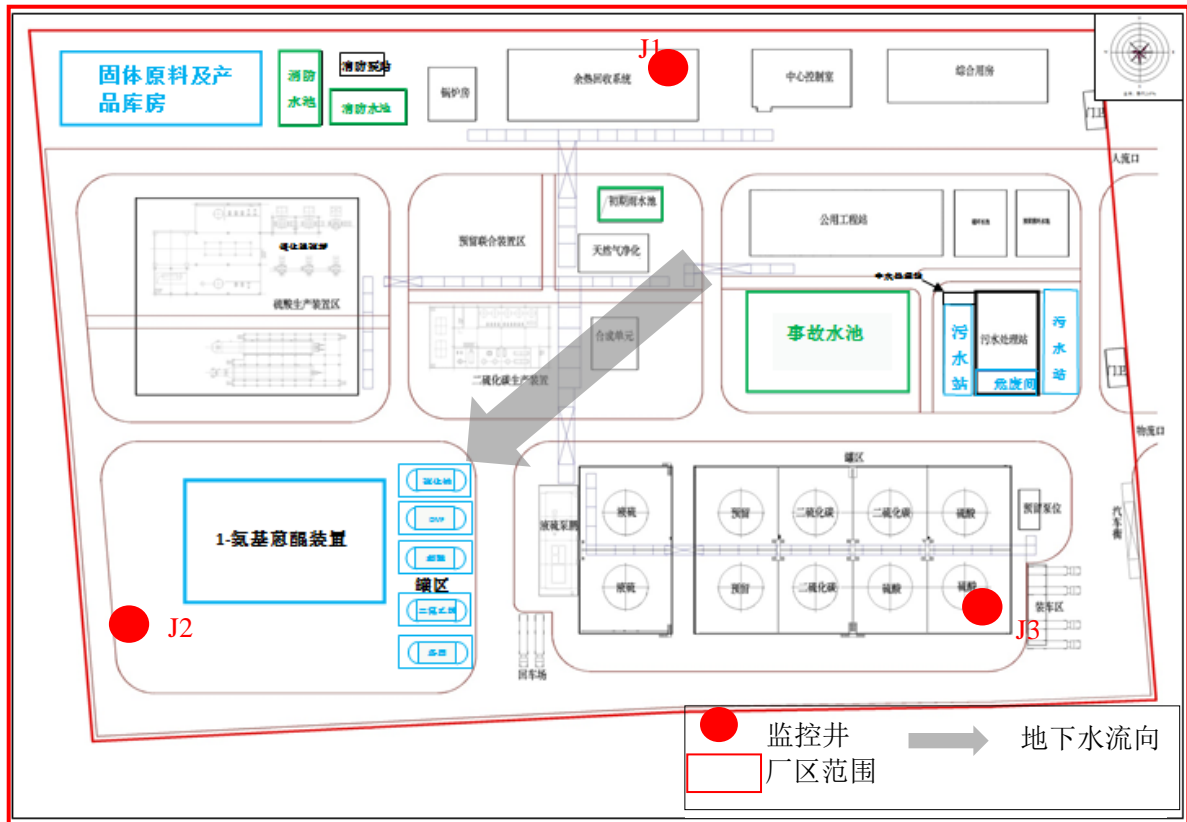 J1
固体原料及产
品库房
消防
水池
消防泵站
消防水池
锅炉房
余热回收系统
中心控制室
综合用房
门卫
人流口
初期雨水池
公用工程站
预留联合装置区
天然气净化
硫酸生产装置区
合成单元
二硫化碳生产装置
事故水池
污
水
站
污水处理站
危废间
污
水
站
门卫
物流口
罐区
1-氨基蒽醌装置
罐区
液硫泵房
液硫
预留
二硫化碳
二硫化碳
硫酸
预留泵位
汽车衡
液硫
预留
二硫化碳
硫酸
硫酸
装车区
J2
J3
回车场
监控井
地下水流向
厂区范围